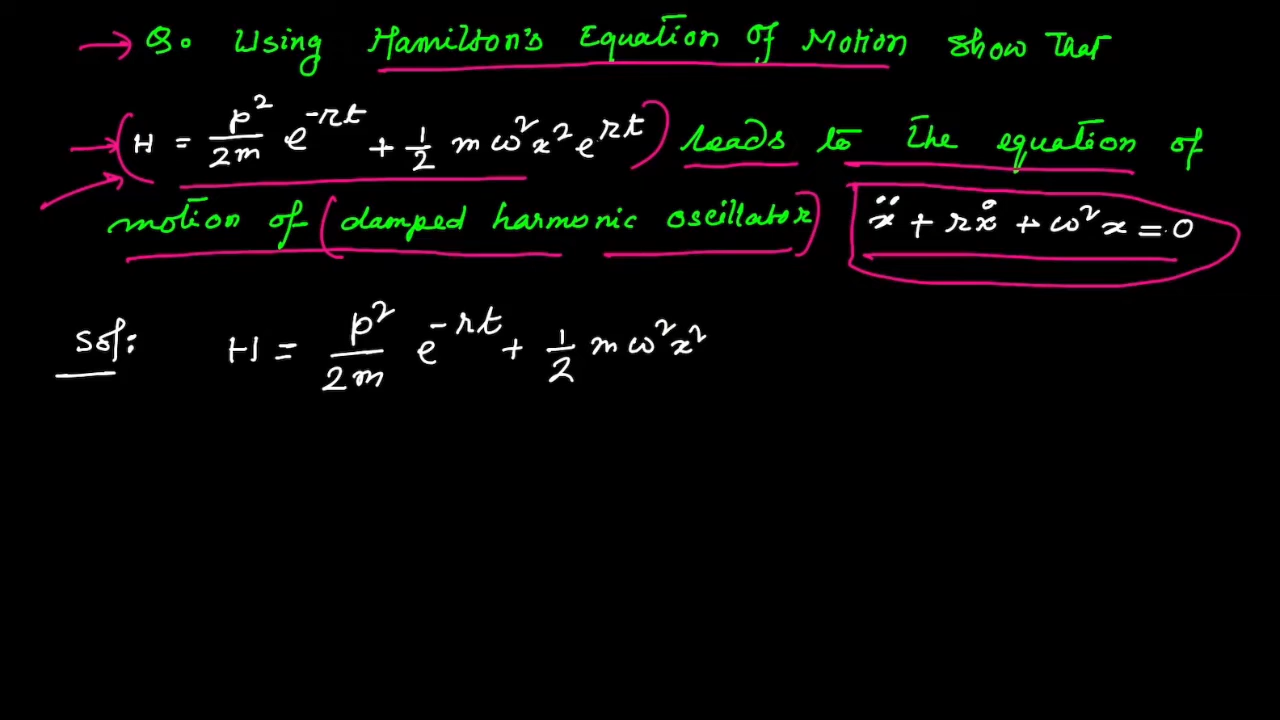 Q. Using Hamilton's Equation Of Motion show that
(H = p²/2m e^-rt + 1/2 mω²x² e^rt) leads to the equation of
motion of (damped harmonic oscillator) ẍ + rẋ + ω²x = 0
Sol: H = p²/2m e^-rt + 1/2 mω²x²